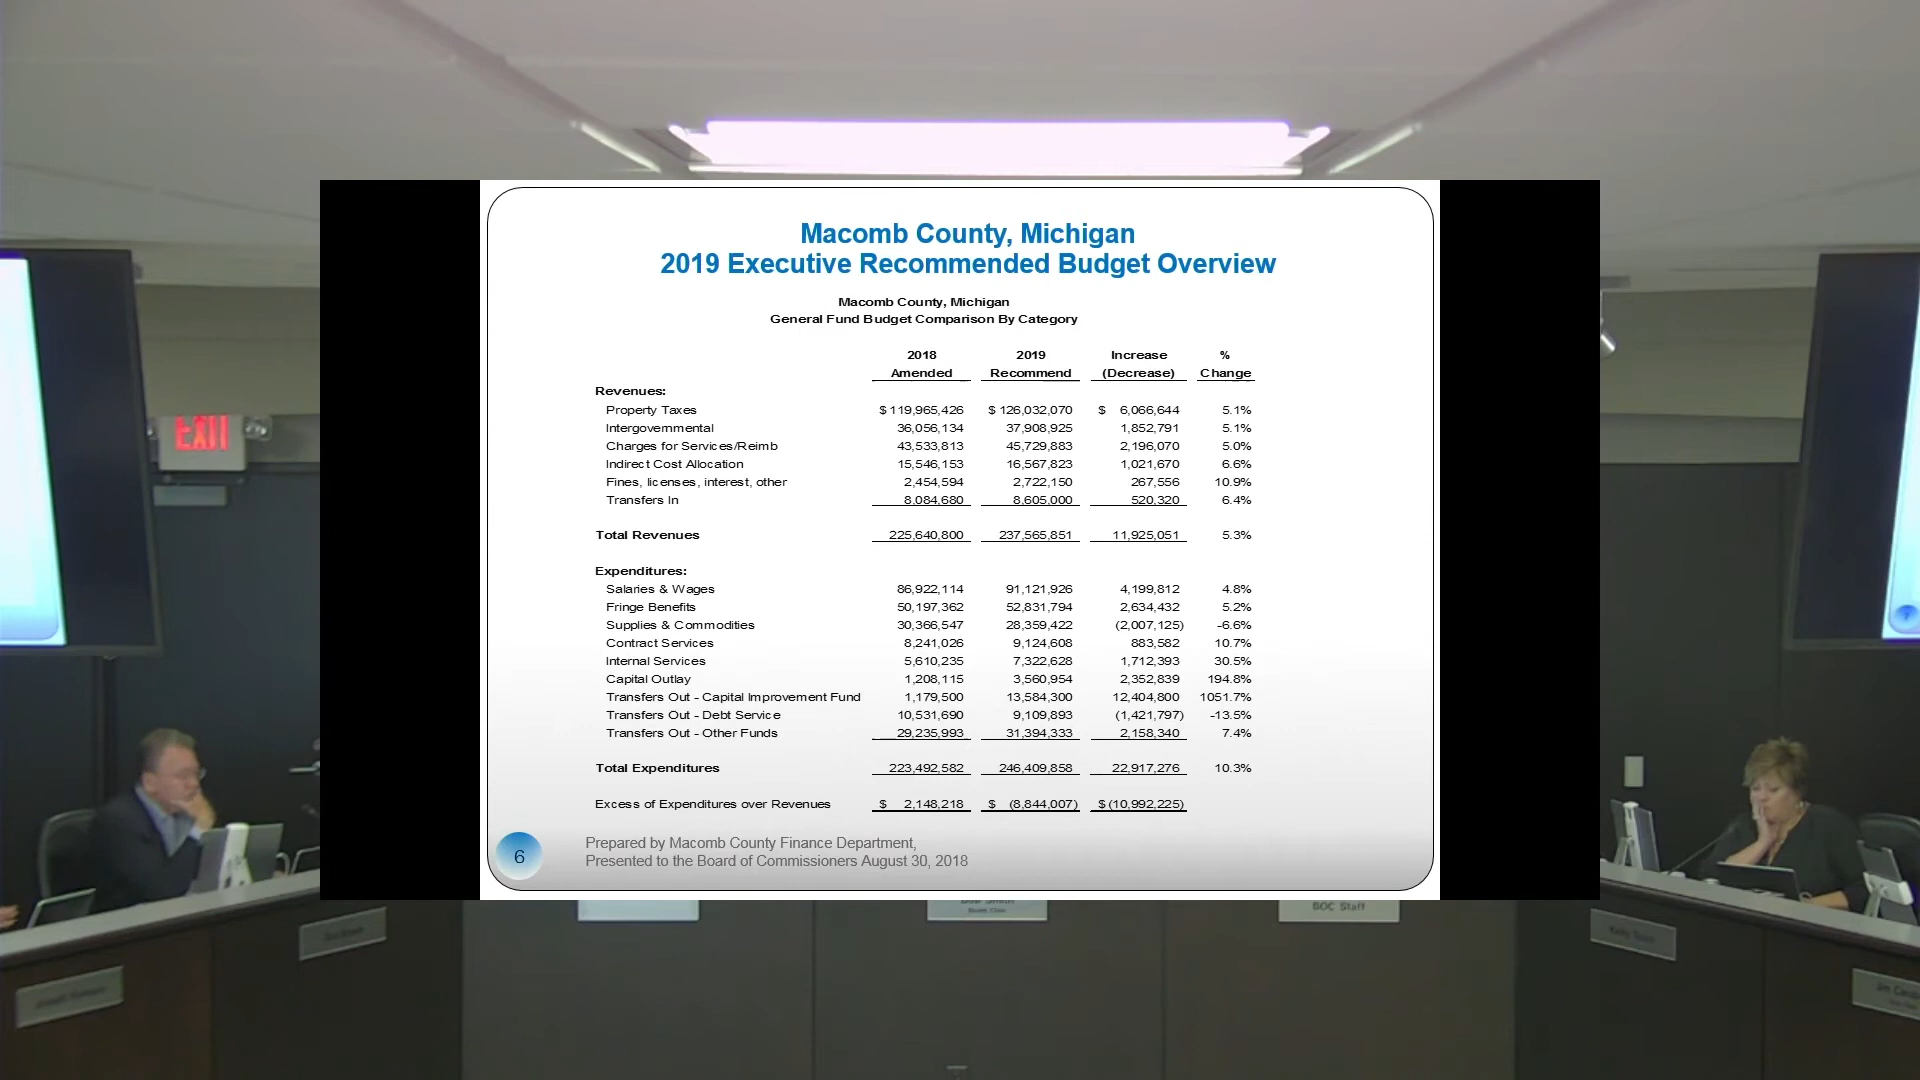 Macomb County, Michigan
2019 Executive Recommended Budget Overview
Macomb County, Michigan
General Fund Budget Comparison By Category
2018 2019 Increase %
Amended Recommend (Decrease) Change
Revenues:
Property Taxes $ 119,965,426 $ 126,032,070 $ 6,066,644 5.1%
Intergovernmental 36,056,134 37,908,925 1,852,791 5.1%
Charges for Services/Reimb 43,533,813 45,729,883 2,196,070 5.0%
Indirect Cost Allocation 15,546,153 16,567,823 1,021,670 6.6%
Fines, licenses, interest, other 2,454,594 2,722,150 267,556 10.9%
Transfers In 8,084,680 8,605,000 520,320 6.4%
Total Revenues 225,640,800 237,565,851 11,925,051 5.3%
Expenditures:
Salaries & Wages 86,922,114 91,121,926 4,199,812 4.8%
Fringe Benefits 50,197,362 52,831,794 2,634,432 5.2%
Supplies & Commodities 30,366,547 28,359,422 (2,007,125) -6.6%
Contract Services 8,241,026 9,124,608 883,582 10.7%
Internal Services 5,610,235 7,322,628 1,712,393 30.5%
Capital Outlay 1,208,115 3,560,954 2,352,839 194.8%
Transfers Out - Capital Improvement Fund 1,179,500 13,584,300 12,404,800 1051.7%
Transfers Out - Debt Service 10,531,690 9,109,893 (1,421,797) -13.5%
Transfers Out - Other Funds 29,235,993 31,394,333 2,158,340 7.4%
Total Expenditures 223,492,582 246,409,858 22,917,276 10.3%
Excess of Expenditures over Revenues $ 2,148,218 $ (8,844,007) $ (10,992,225)
6
Prepared by Macomb County Finance Department,
Presented to the Board of Commissioners August 30, 2018
EXIT
BOC Staff